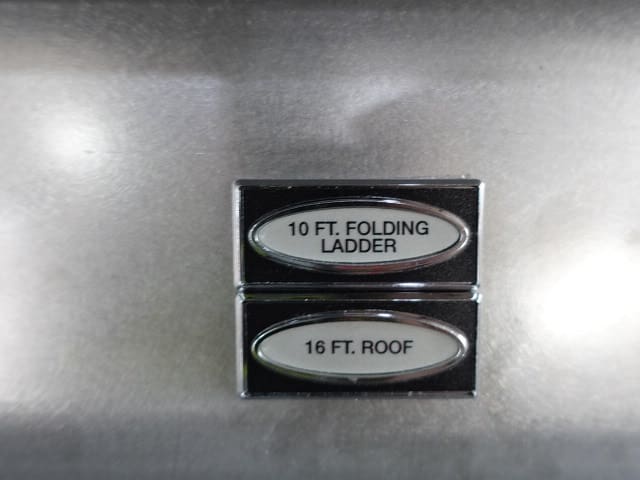 10 FT. FOLDING
LADDER
16 FT. ROOF